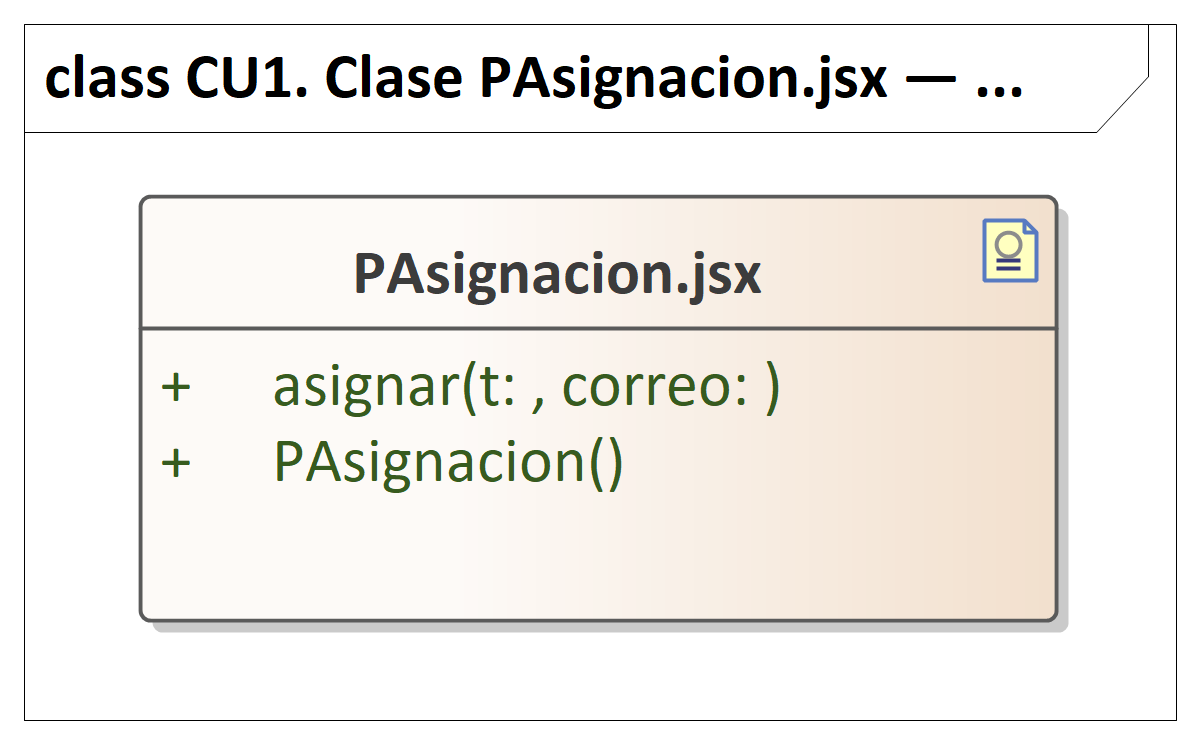 class CU1. Clase PAsignacion.jsx — ...
PAsignacion.jsx
+ asignar(t: , correo: )
+ PAsignacion()